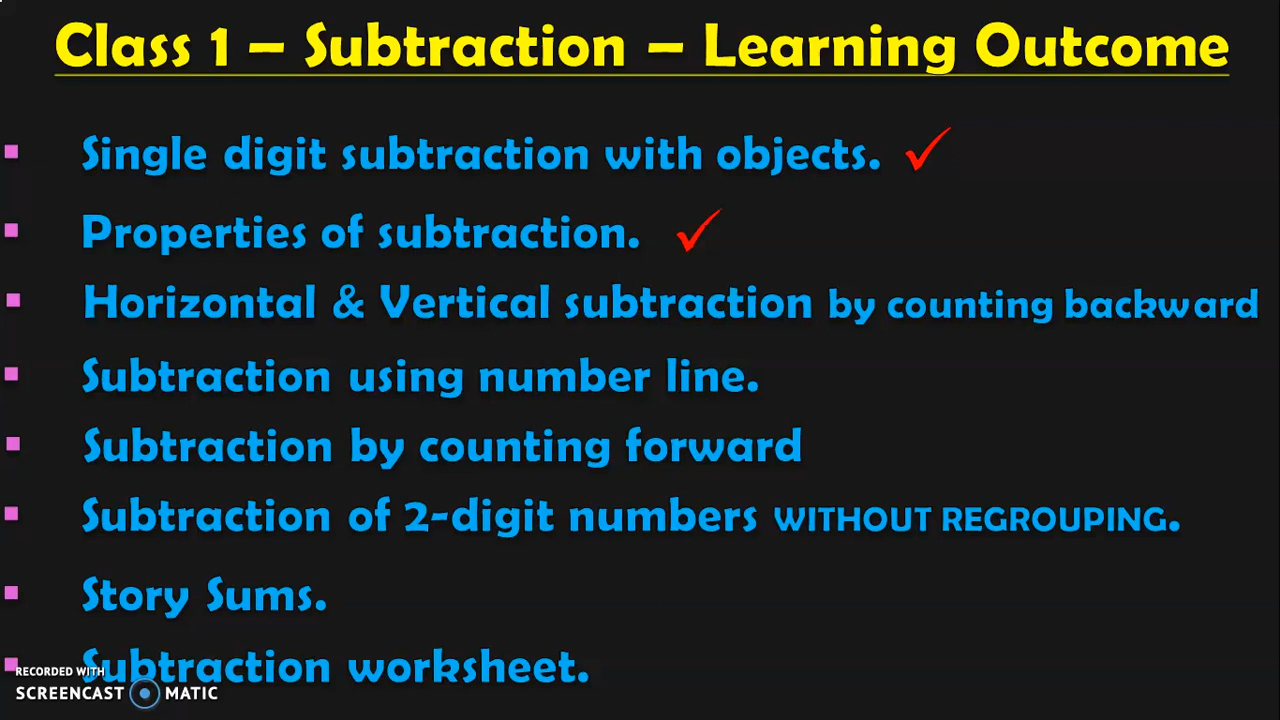 Class 1 – Subtraction – Learning Outcome
Single digit subtraction with objects.
Properties of subtraction.
Horizontal & Vertical subtraction by counting backward
Subtraction using number line.
Subtraction by counting forward
Subtraction of 2-digit numbers WITHOUT REGROUPING.
Story Sums.
Subtraction worksheet.
RECORDED WITH
SCREENCAST MATIC